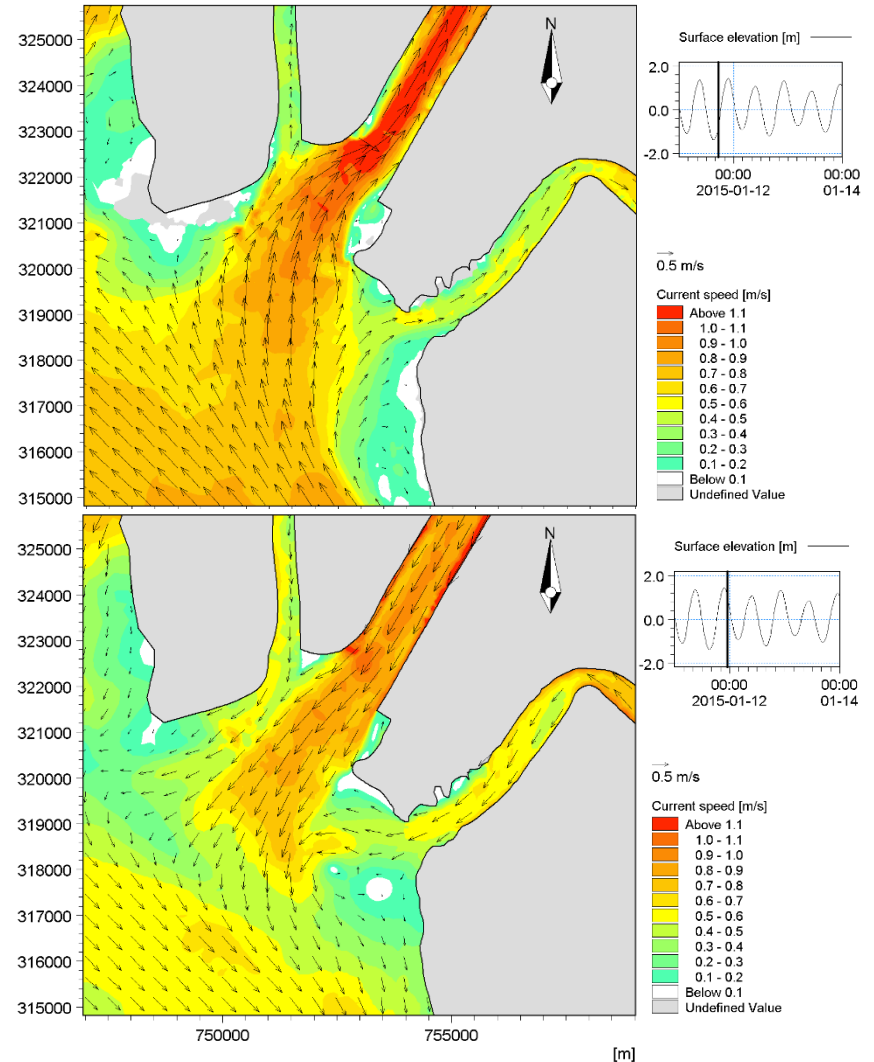 325000
324000
323000
322000
321000
320000
319000
318000
317000
316000
315000
N
Surface elevation [m]
2.0
0.0
-2.0
00:00 00:00
2015-01-12 01-14
0.5 m/s
Current speed [m/s]
Above 1.1
1.0 - 1.1
0.9 - 1.0
0.8 - 0.9
0.7 - 0.8
0.6 - 0.7
0.5 - 0.6
0.4 - 0.5
0.3 - 0.4
0.2 - 0.3
0.1 - 0.2
Below 0.1
Undefined Value
325000
324000
323000
322000
321000
320000
319000
318000
317000
316000
315000
750000 755000
[m]
N
Surface elevation [m]
2.0
0.0
-2.0
00:00 00:00
2015-01-12 01-14
0.5 m/s
Current speed [m/s]
Above 1.1
1.0 - 1.1
0.9 - 1.0
0.8 - 0.9
0.7 - 0.8
0.6 - 0.7
0.5 - 0.6
0.4 - 0.5
0.3 - 0.4
0.2 - 0.3
0.1 - 0.2
Below 0.1
Undefined Value